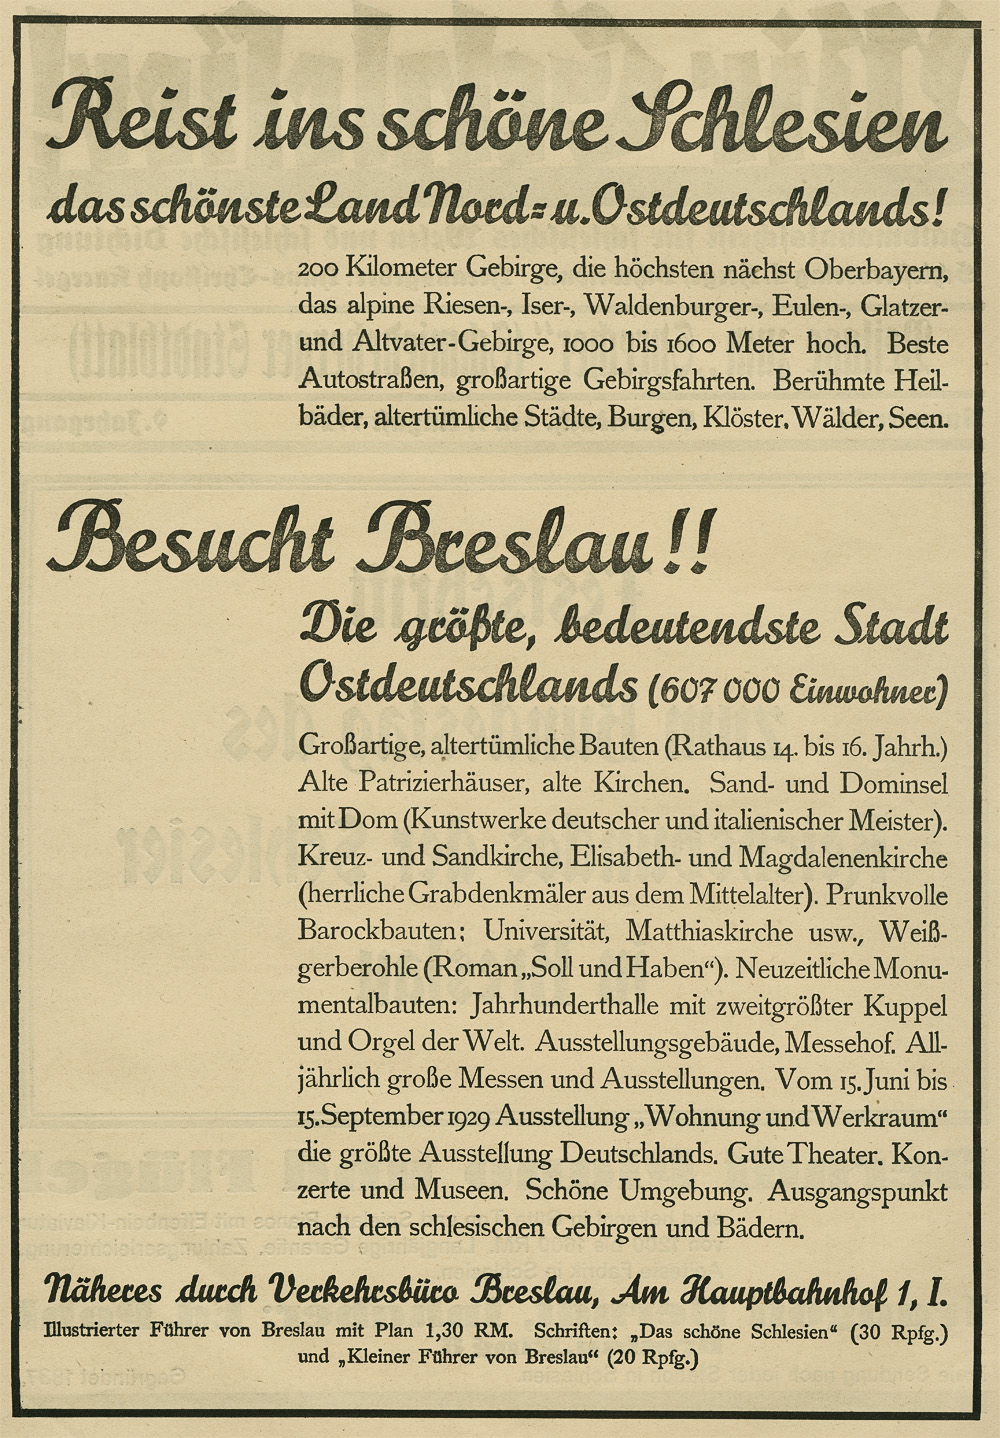 Reist ins schöne Schlesien
das schönste Land Nord- u. Ostdeutschlands!
200 Kilometer Gebirge, die höchsten nächst Oberbayern,
das alpine Riesen-, Iser-, Waldenburger-, Eulen-, Glatzer-
und Altvater-Gebirge, 1000 bis 1600 Meter hoch. Beste
Autostraßen, großartige Gebirgsfahrten. Berühmte Heil-
bäder, altertümliche Städte, Burgen, Klöster, Wälder, Seen.
Besucht Breslau!!
Die größte, bedeutendste Stadt
Ostdeutschlands (607 000 Einwohner)
Großartige, altertümliche Bauten (Rathaus 14. bis 16. Jahrh.)
Alte Patrizierhäuser, alte Kirchen. Sand- und Dominsel
mit Dom (Kunstwerke deutscher und italienischer Meister).
Kreuz- und Sandkirche, Elisabeth- und Magdalenenkirche
(herrliche Grabdenkmäler aus dem Mittelalter). Prunkvolle
Barockbauten: Universität, Matthiaskirche usw., Weiß-
gerberohle (Roman „Soll und Haben“). Neuzeitliche Monu-
mentalbauten: Jahrhunderthalle mit zweitgrößter Kuppel
und Orgel der Welt. Ausstellungsgebäude, Messehof. All-
jährlich große Messen und Ausstellungen. Vom 15. Juni bis
15. September 1929 Ausstellung „Wohnung und Werkraum“
die größte Ausstellung Deutschlands. Gute Theater. Kon-
zerte und Museen. Schöne Umgebung. Ausgangspunkt
nach den schlesischen Gebirgen und Bädern.
Näheres durch Verkehrsbüro Breslau, Am Hauptbahnhof 1, I.
Illustrierter Führer von Breslau mit Plan 1,30 RM. Schriften: „Das schöne Schlesien“ (30 Rpfg.)
und „Kleiner Führer von Breslau“ (20 Rpfg.)